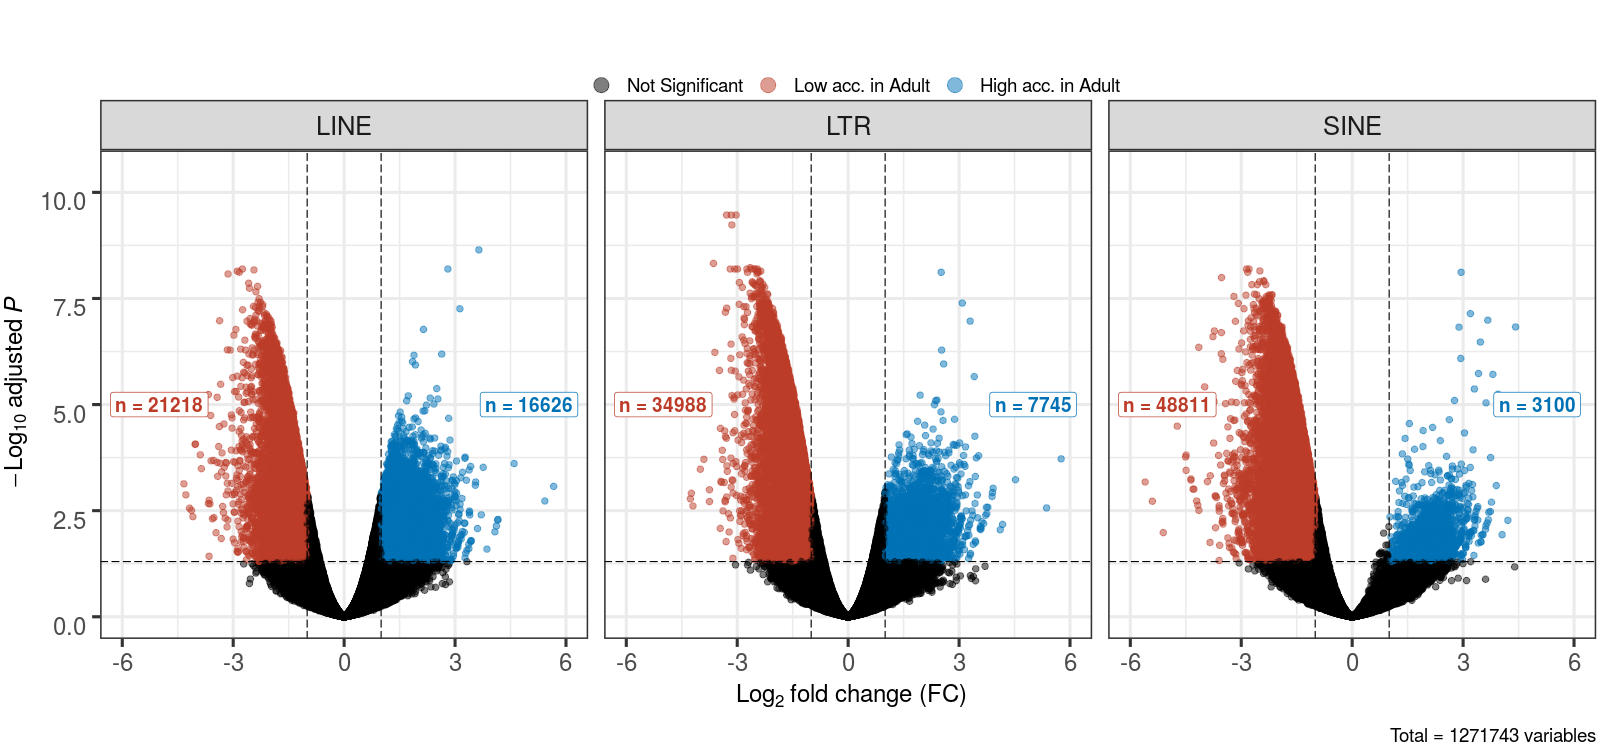 Not Significant Low acc. in Adult High acc. in Adult
LINE LTR SINE
−Log10 adjusted P
10.0
7.5
5.0
2.5
0.0
n = 21218 n = 16626 n = 34988 n = 7745 n = 48811 n = 3100
-6 -3 0 3 6 -6 -3 0 3 6 -6 -3 0 3 6
Log2 fold change (FC)
Total = 1271743 variables